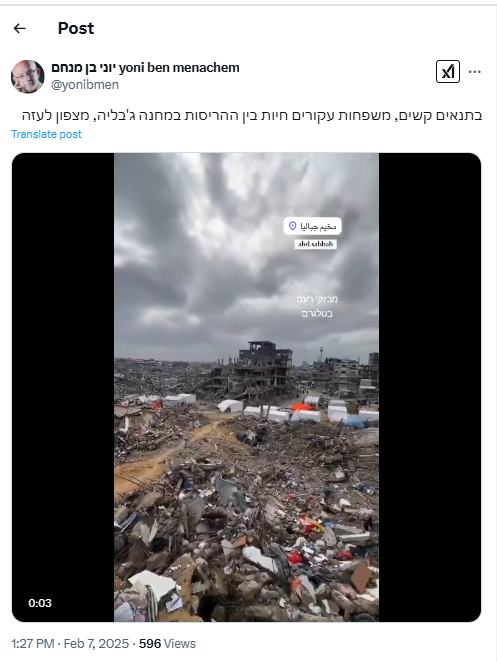 Post
יוני בן מנחם yoni ben menachem
@yonibmen
בתנאים קשים, משפחות עקורים חיות בין ההריסות במחנה ג'בליה, מצפון לעזה
Translate post
مخيم جباليا
abd.sabbah
מבזקי רעם
בטלגרם
0:03
1:27 PM · Feb 7, 2025 · 596 Views